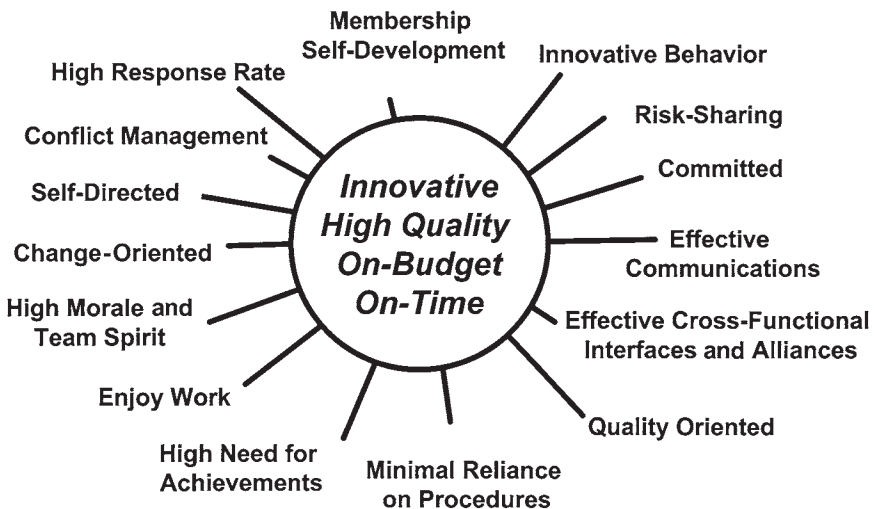 Membership
Self-Development
Innovative Behavior
High Response Rate
Risk-Sharing
Conflict Management
Committed
Self-Directed
Innovative
High Quality
On-Budget
On-Time
Effective
Communications
Change-Oriented
High Morale and
Team Spirit
Effective Cross-Functional
Interfaces and Alliances
Enjoy Work
Quality Oriented
High Need for
Achievements
Minimal Reliance
on Procedures